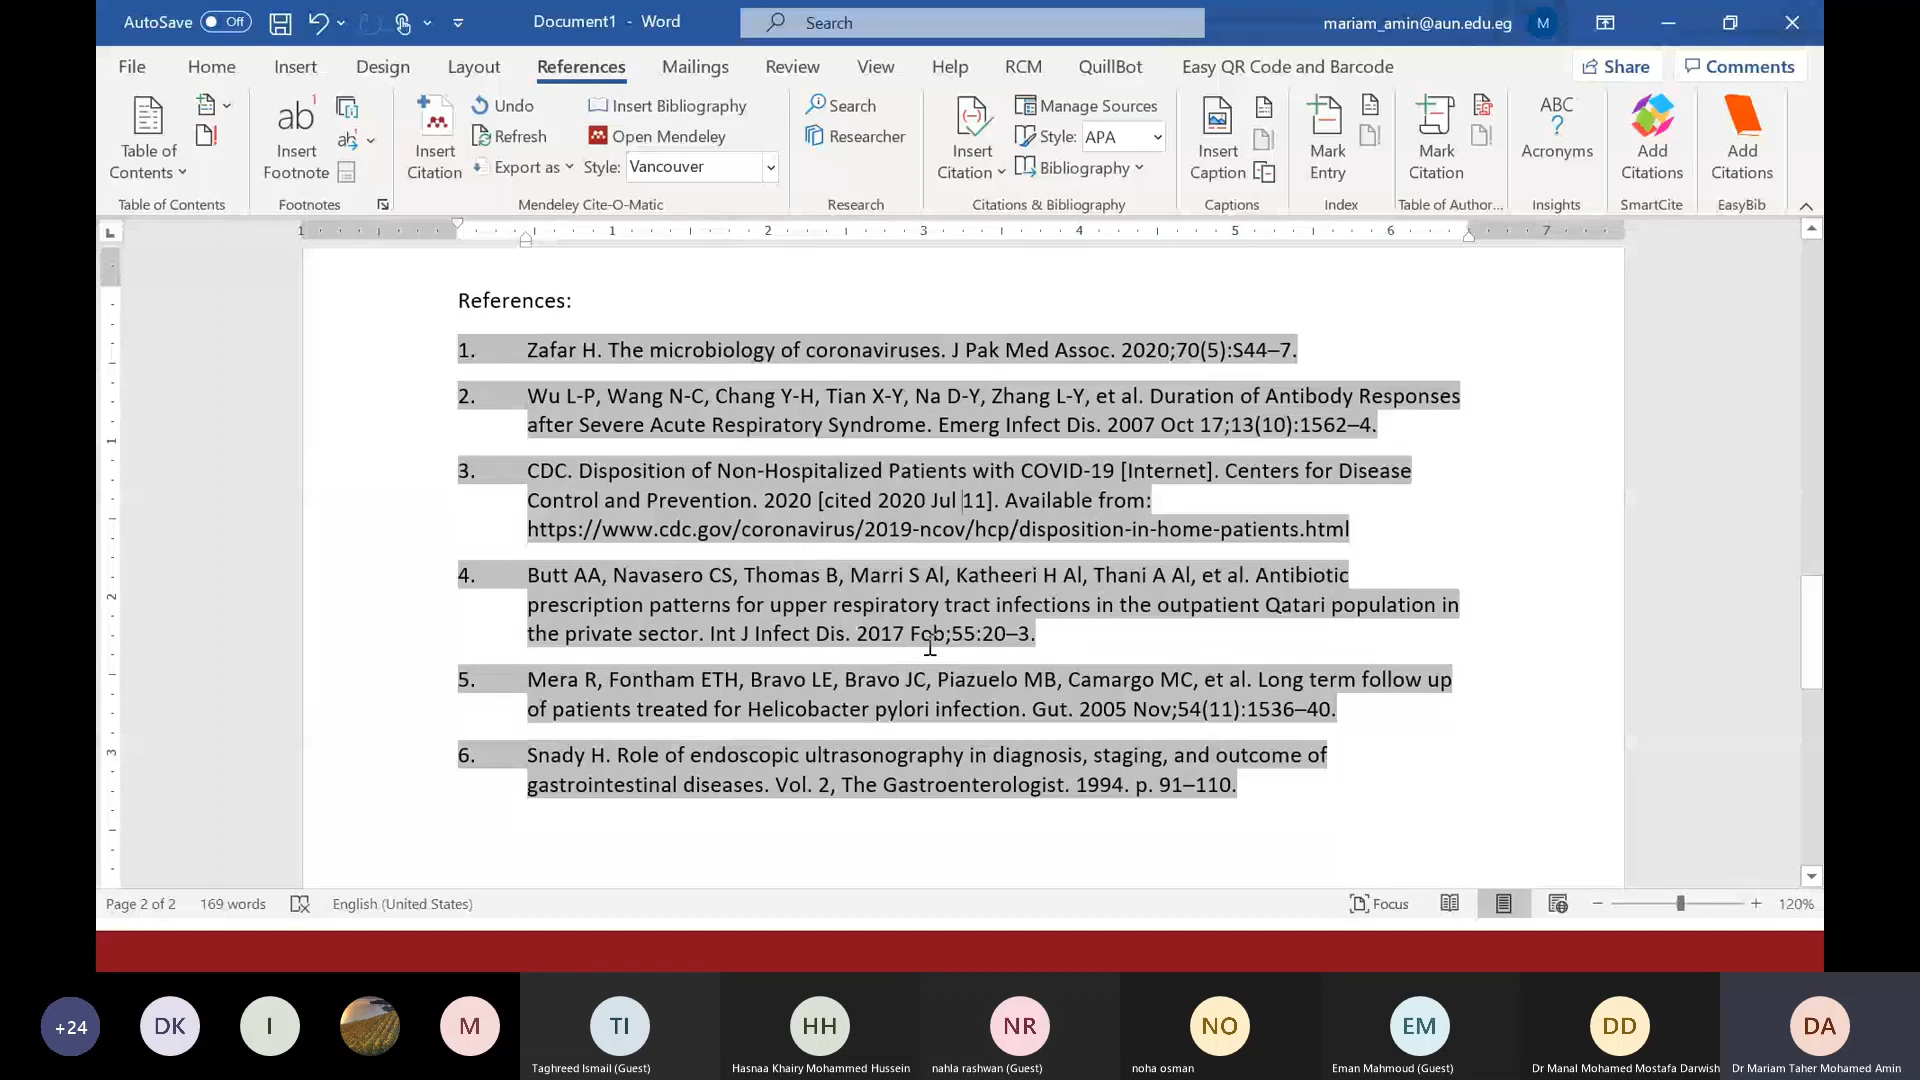 AutoSave Off Document1 - Word Search mariam_amin@aun.edu.eg M
File Home Insert Design Layout References Mailings Review View Help RCM QuillBot Easy QR Code and Barcode Share Comments
Table of Contents
Table of Contents
ab 1
Insert Footnote
ab 1
Footnotes
Insert Citation
Undo
Refresh
Export as
Insert Bibliography
Open Mendeley
Style: Vancouver
Mendeley Cite-O-Matic
Search
Researcher
Research
Insert Citation
Manage Sources
Style: APA
Bibliography
Citations & Bibliography
Insert Caption
Captions
Mark Entry
Index
Mark Citation
Table of Author...
ABC ?
Acronyms
Insights
Add Citations
SmartCite
Add Citations
EasyBib
L 1 1 2 3 4 5 6 7
1
2
3
References:
1. Zafar H. The microbiology of coronaviruses. J Pak Med Assoc. 2020;70(5):S44–7.
2. Wu L-P, Wang N-C, Chang Y-H, Tian X-Y, Na D-Y, Zhang L-Y, et al. Duration of Antibody Responses
after Severe Acute Respiratory Syndrome. Emerg Infect Dis. 2007 Oct 17;13(10):1562–4.
3. CDC. Disposition of Non-Hospitalized Patients with COVID-19 [Internet]. Centers for Disease
Control and Prevention. 2020 [cited 2020 Jul 11]. Available from:
https://www.cdc.gov/coronavirus/2019-ncov/hcp/disposition-in-home-patients.html
4. Butt AA, Navasero CS, Thomas B, Marri S Al, Katheeri H Al, Thani A Al, et al. Antibiotic
prescription patterns for upper respiratory tract infections in the outpatient Qatari population in
the private sector. Int J Infect Dis. 2017 Feb;55:20–3.
5. Mera R, Fontham ETH, Bravo LE, Bravo JC, Piazuelo MB, Camargo MC, et al. Long term follow up
of patients treated for Helicobacter pylori infection. Gut. 2005 Nov;54(11):1536–40.
6. Snady H. Role of endoscopic ultrasonography in diagnosis, staging, and outcome of
gastrointestinal diseases. Vol. 2, The Gastroenterologist. 1994. p. 91–110.
Page 2 of 2 169 words English (United States) Focus 120%
+24 DK I M TI HH NR NO EM DD DA
Taghreed Ismail (Guest) Hasnaa Khairy Mohammed Hussein nahla rashwan (Guest) noha osman Eman Mahmoud (Guest) Dr Manal Mohamed Mostafa Darwish Dr Mariam Taher Mohamed Amin